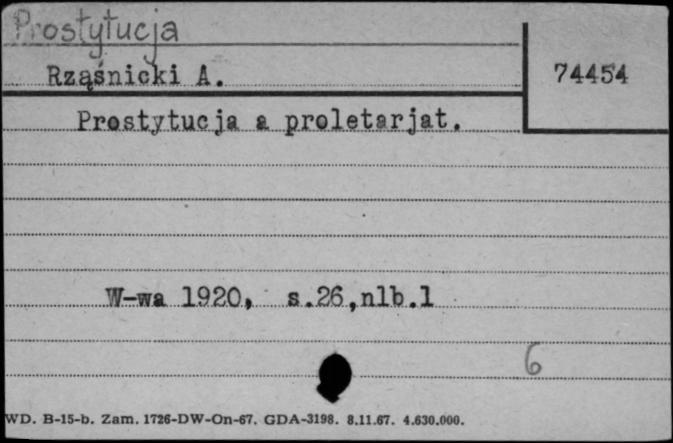 Prostytucja
Rząśnicki A.
74454
Prostytucja a proletarjat.
W-wa 1920, s.26,nlb.1
6
WD. B-15-b. Zam. 1726-DW-On-67. GDA-3198. 8.11.67. 4.630.000.